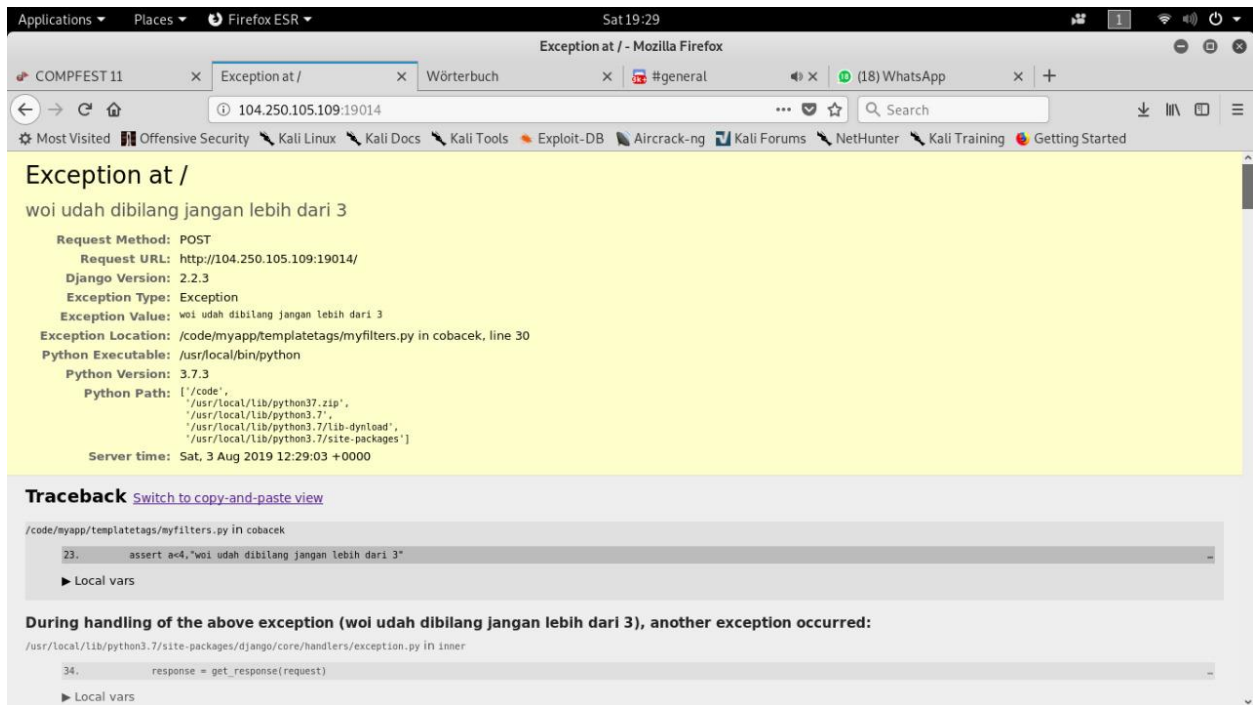 Applications Places Firefox ESR Sat 19:29 1
Exception at / - Mozilla Firefox
COMPFEST 11 Exception at / Wörterbuch #general (18) WhatsApp
104.250.105.109:19014 Search
Most Visited Offensive Security Kali Linux Kali Docs Kali Tools Exploit-DB Aircrack-ng Kali Forums NetHunter Kali Training Getting Started
Exception at /
woi udah dibilang jangan lebih dari 3
Request Method: POST
Request URL: http://104.250.105.109:19014/
Django Version: 2.2.3
Exception Type: Exception
Exception Value: woi udah dibilang jangan lebih dari 3
Exception Location: /code/myapp/templatetags/myfilters.py in cobacek, line 30
Python Executable: /usr/local/bin/python
Python Version: 3.7.3
Python Path: ['/code',
'/usr/local/lib/python37.zip',
'/usr/local/lib/python3.7',
'/usr/local/lib/python3.7/lib-dynload',
'/usr/local/lib/python3.7/site-packages']
Server time: Sat, 3 Aug 2019 12:29:03 +0000
Traceback Switch to copy-and-paste view
/code/myapp/templatetags/myfilters.py in cobacek
23. assert a<4,"woi udah dibilang jangan lebih dari 3" …
▶ Local vars
During handling of the above exception (woi udah dibilang jangan lebih dari 3), another exception occurred:
/usr/local/lib/python3.7/site-packages/django/core/handlers/exception.py in inner
34. response = get_response(request) …
▶ Local vars